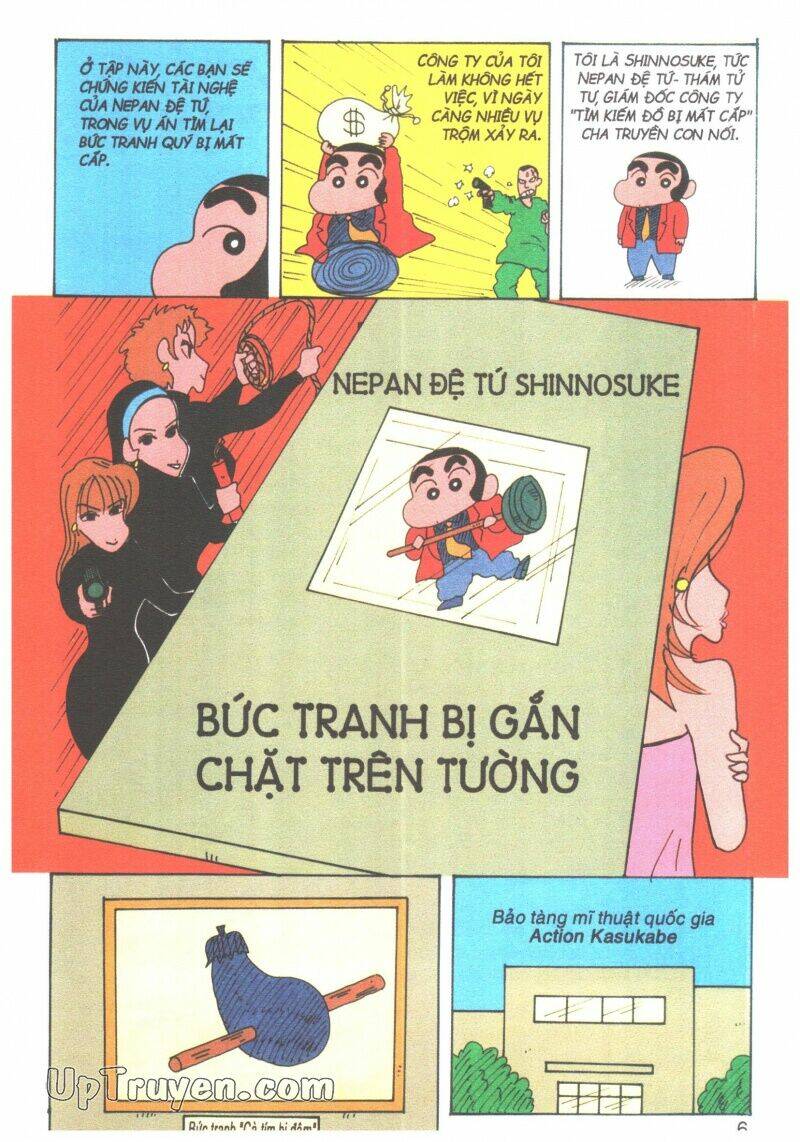 Ở TẬP NÀY, CÁC BẠN SẼ
CHỨNG KIẾN TÀI NGHỆ
CỦA NEPAN ĐỆ TỨ,
TRONG VỤ ÁN TÌM LẠI
BỨC TRANH QUÝ BỊ MẤT
CẮP.
CÔNG TY CỦA TÔI
LÀM KHÔNG HẾT
VIỆC, VÌ NGÀY
CÀNG NHIỀU VỤ
TRỘM XẢY RA.
$
TÔI LÀ SHINNOSUKE, TỨC
NEPAN ĐỆ TỨ- THÁM TỬ
TƯ, GIÁM ĐỐC CÔNG TY
"TÌM KIẾM ĐỒ BỊ MẤT CẮP"
CHA TRUYỀN CON NỐI.
NEPAN ĐỆ TỨ SHINNOSUKE
BỨC TRANH BỊ GẮN
CHẶT TRÊN TƯỜNG
Bức tranh "Cà tím bị đâm"
Bảo tàng mĩ thuật quốc gia
Action Kasukabe
UpTruyen.com
6